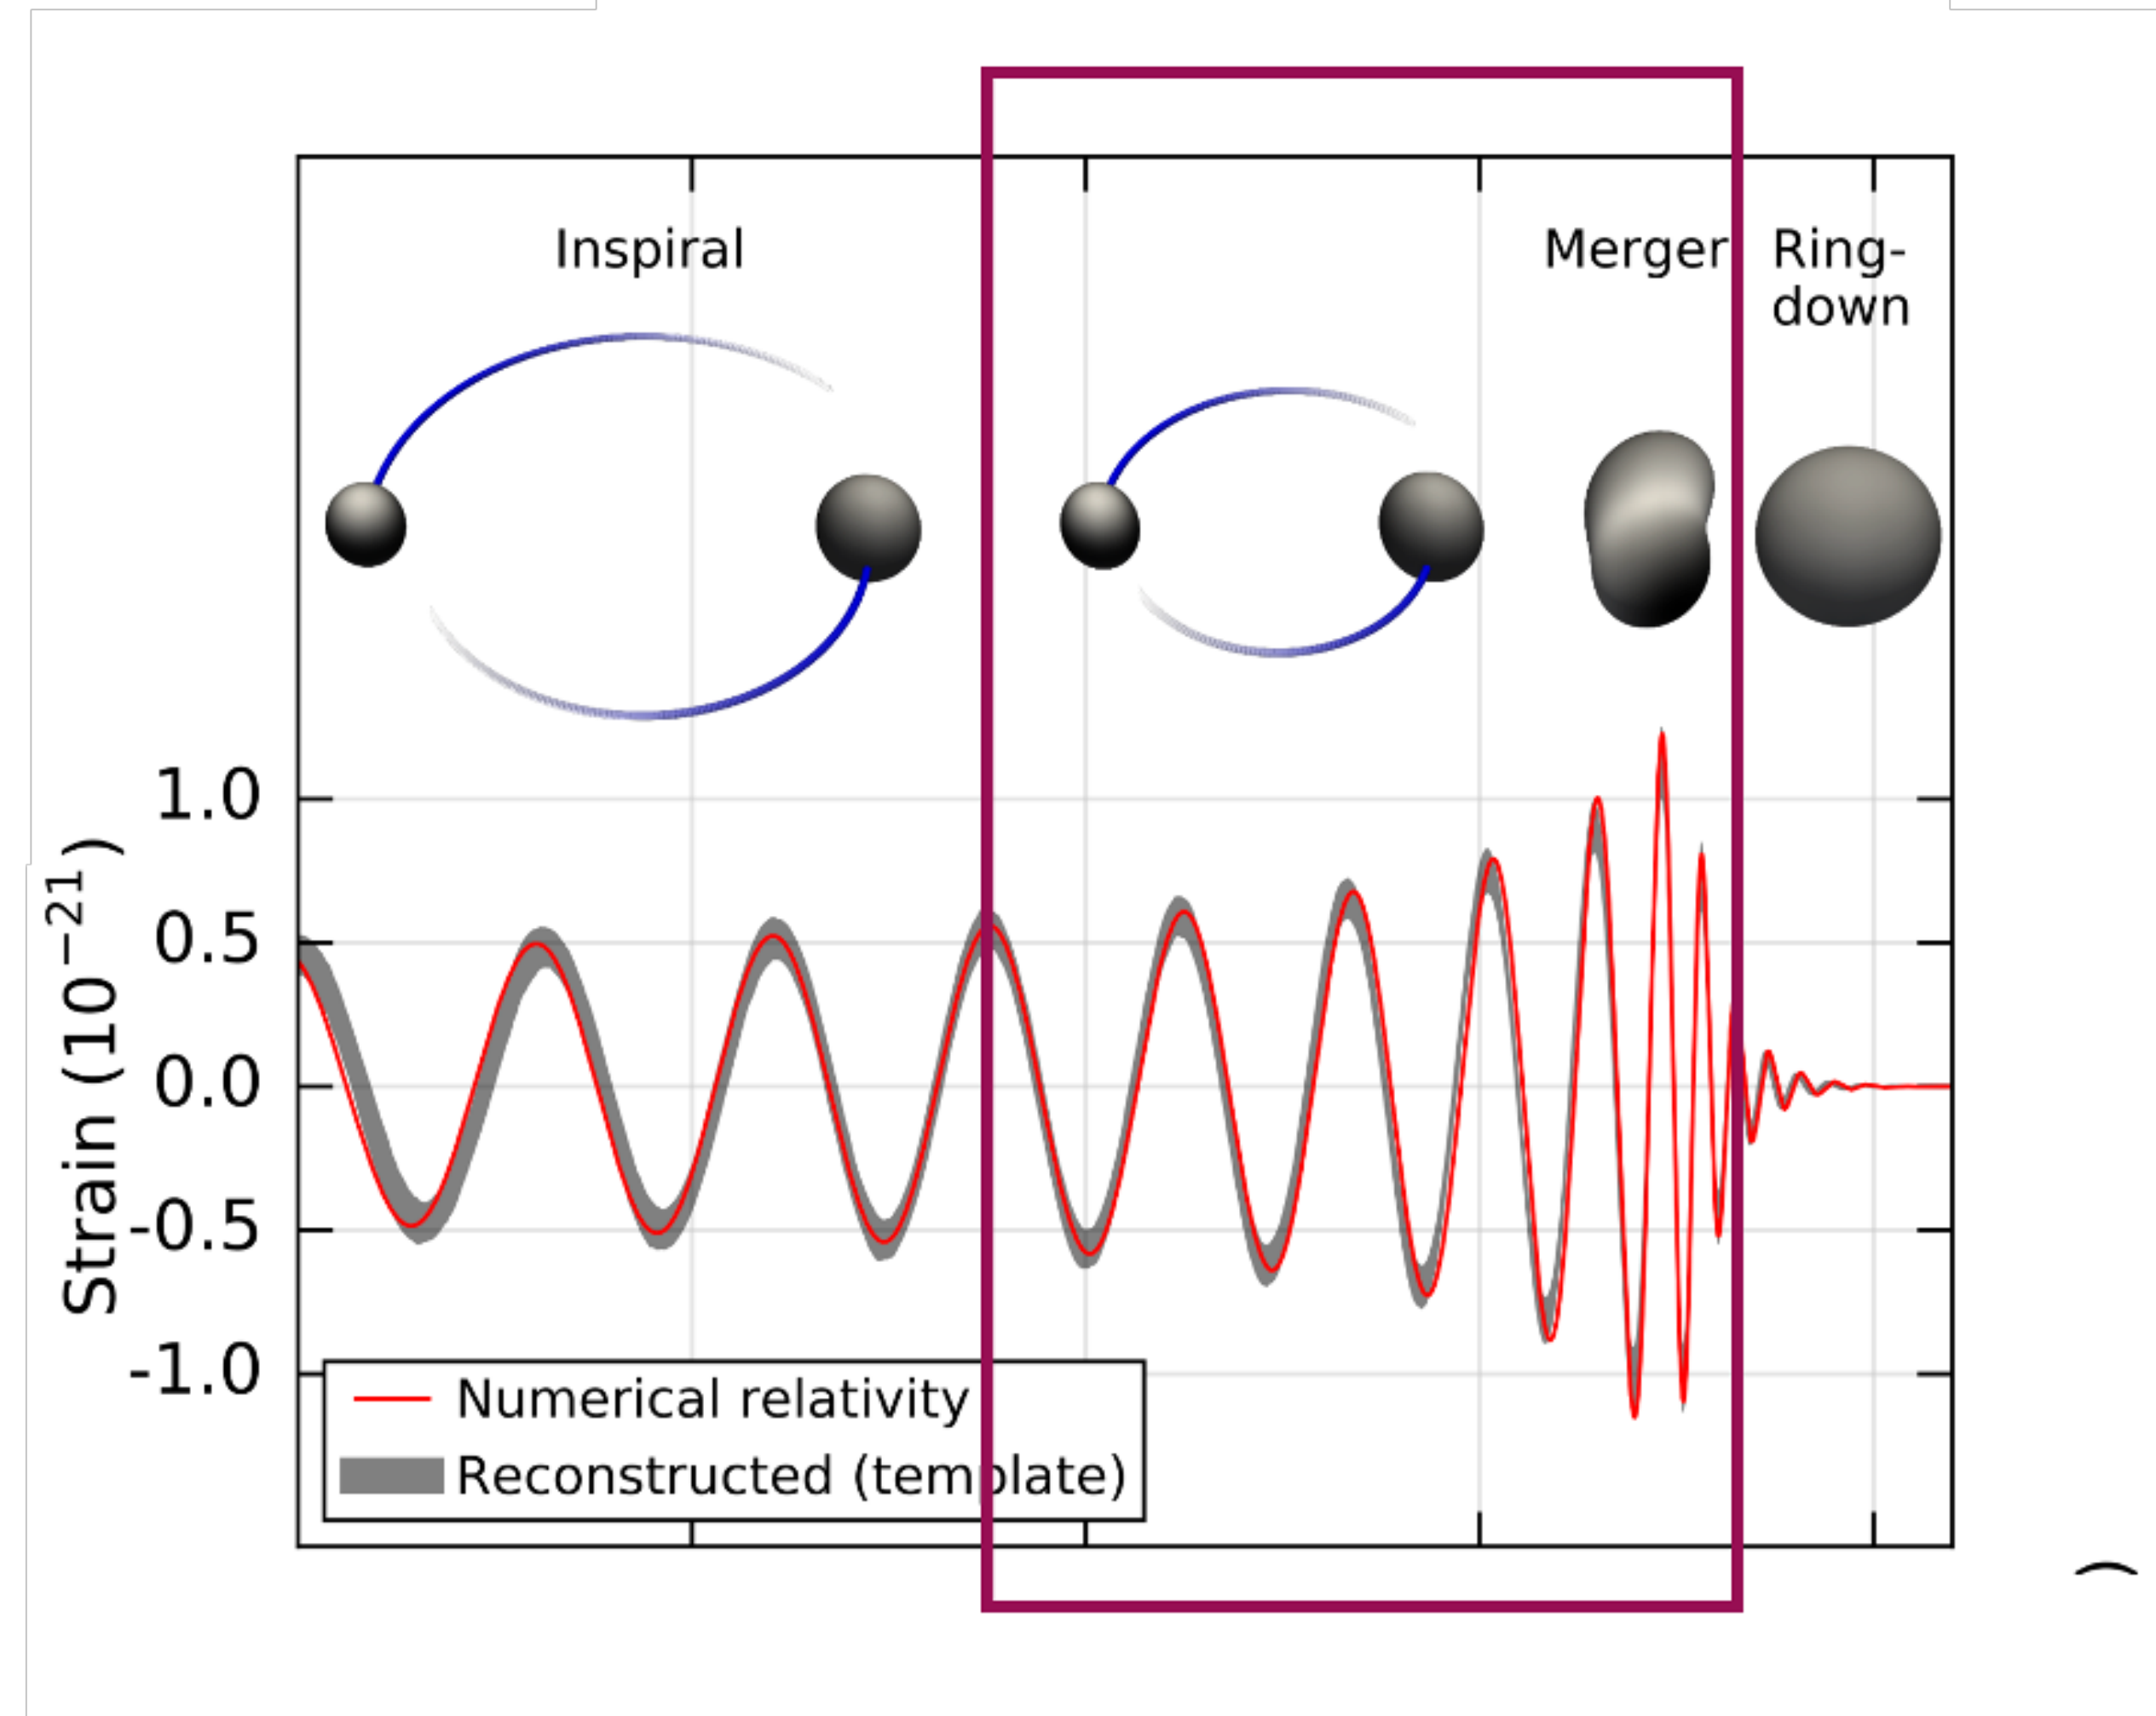 Inspiral
Merger
Ring-
down
Strain (10⁻²¹)
1.0
0.5
0.0
-0.5
-1.0
Numerical relativity
Reconstructed (template)
)